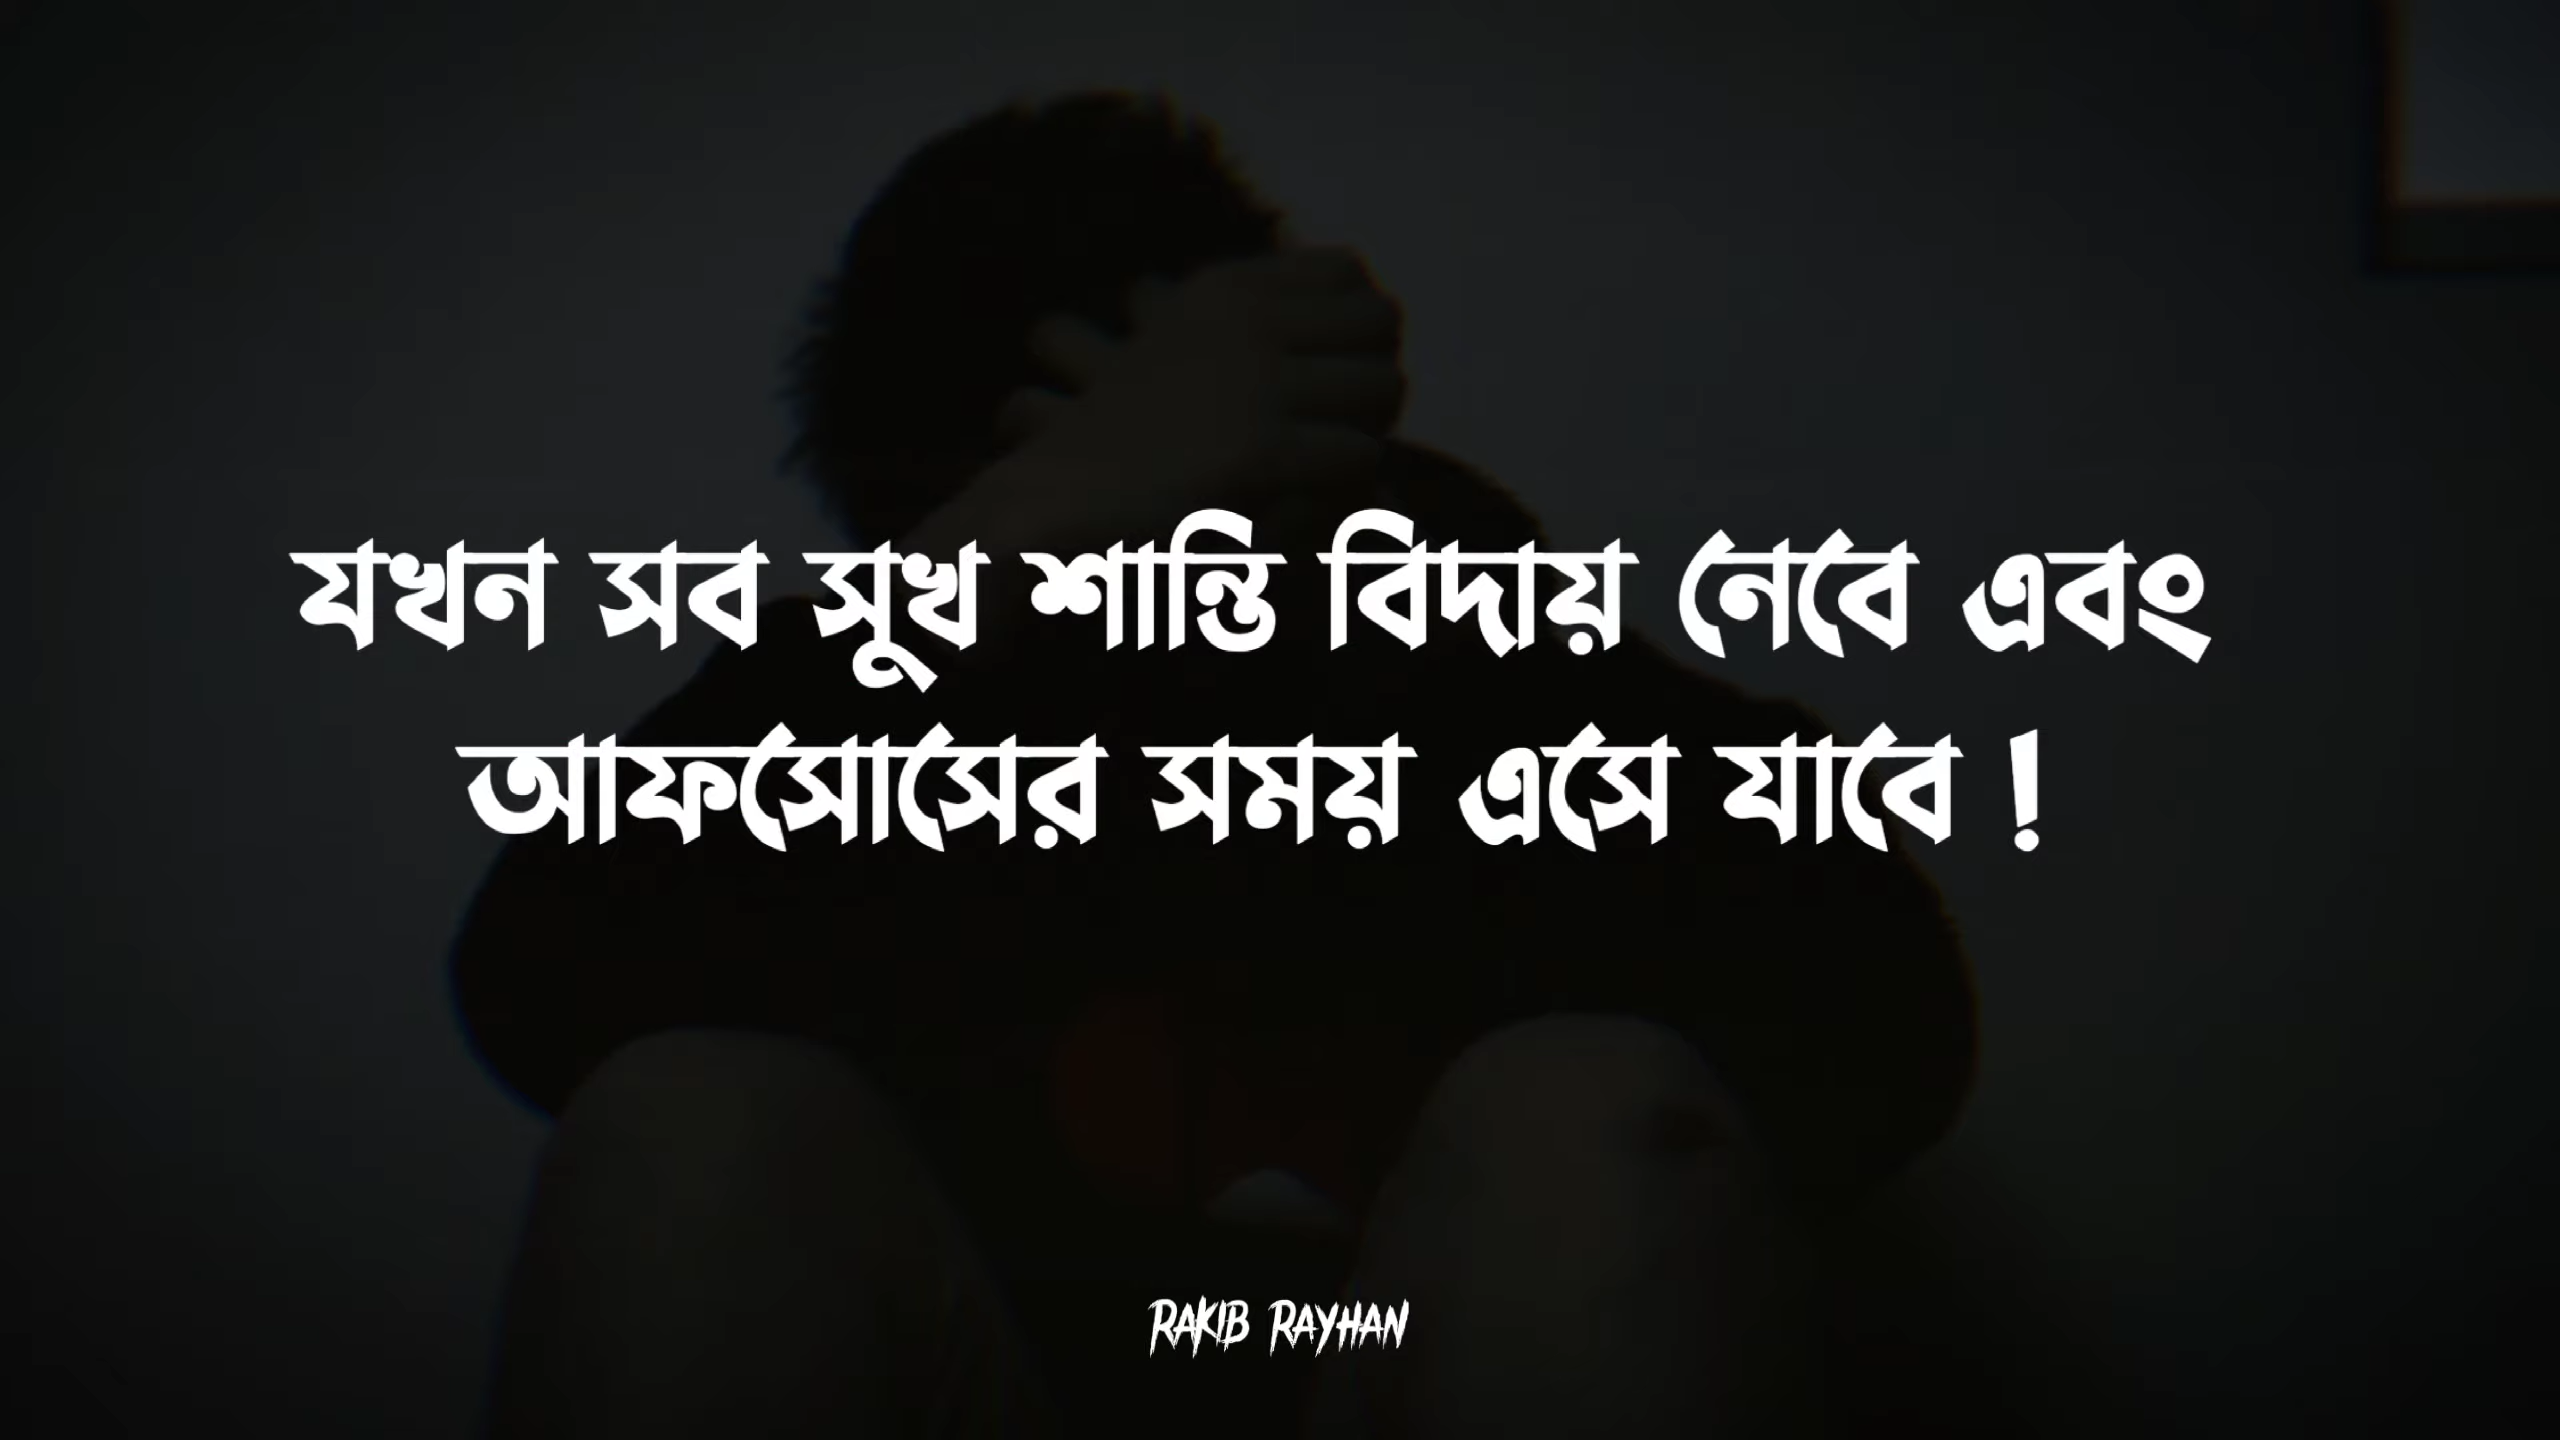 যখন সব সুখ শান্তি বিদায় নেবে এবং
আফসোসের সময় এসে যাবে !
RAKIB RAYHAN